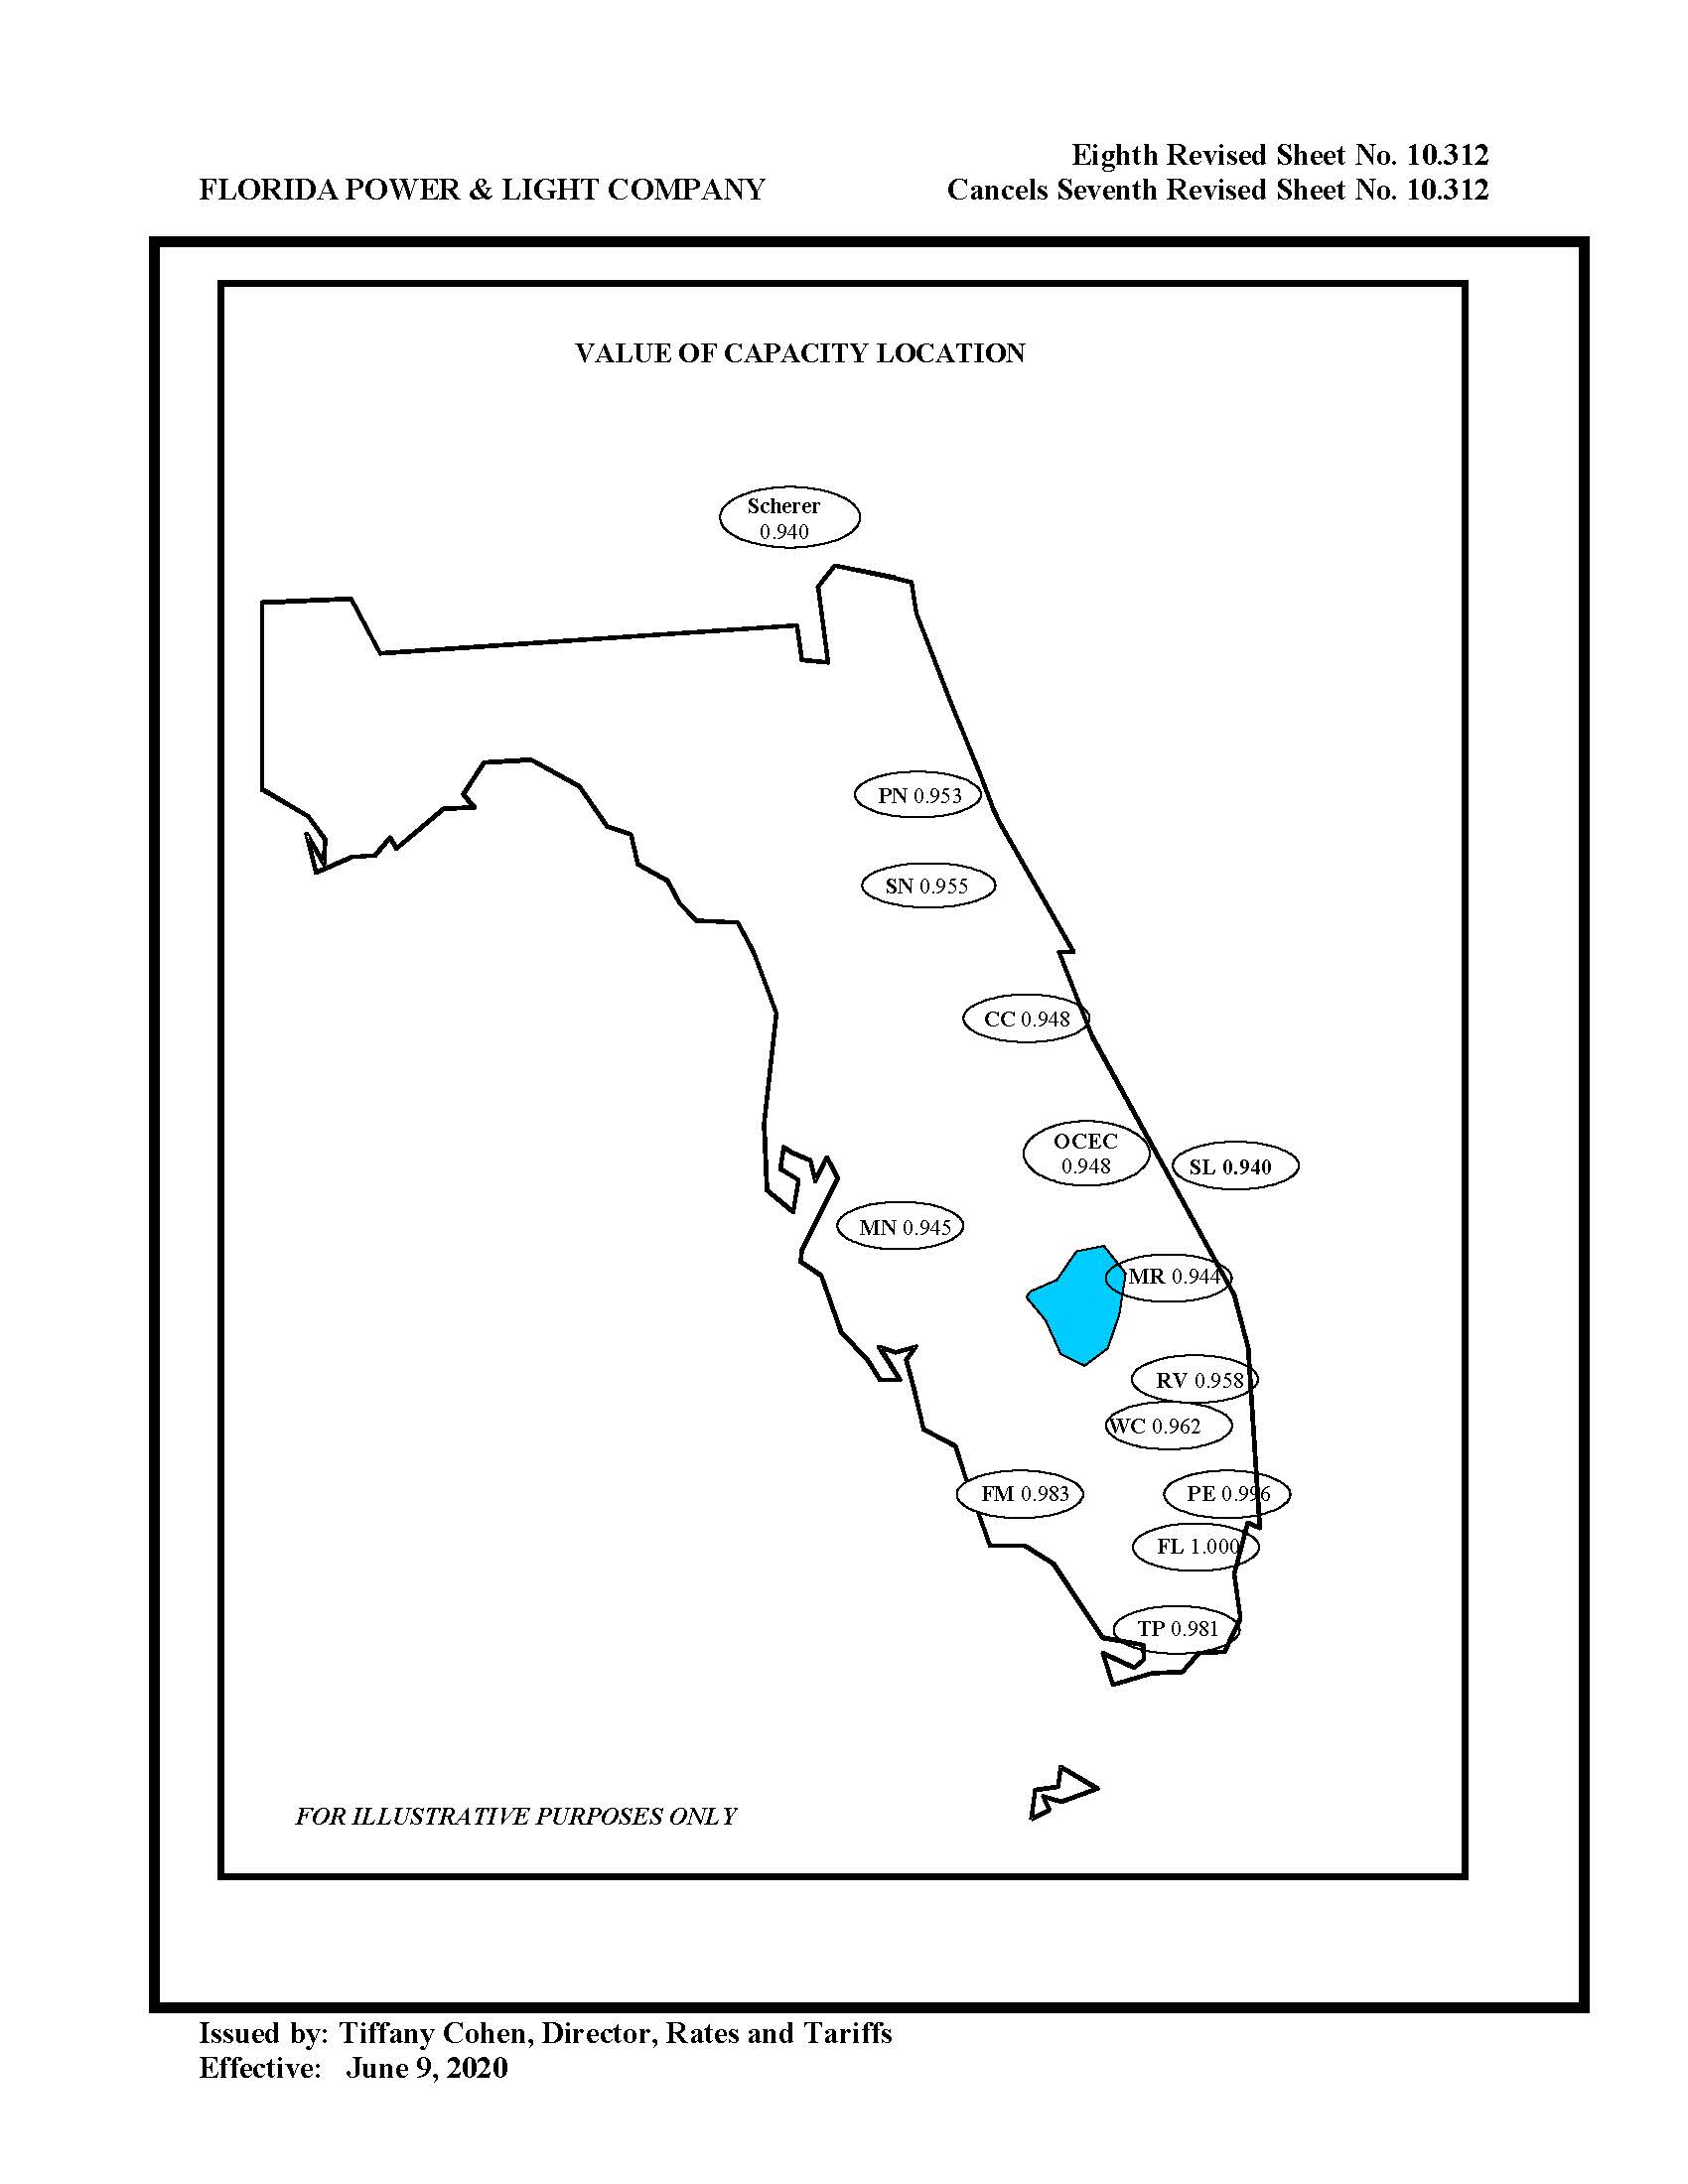 Eighth Revised Sheet No. 10.312
FLORIDA POWER & LIGHT COMPANY
Cancels Seventh Revised Sheet No. 10.312
VALUE OF CAPACITY LOCATION
Scherer
0.940
PN 0.953
SN 0.955
CC 0.948
OCEC
0.948
SL 0.940
MN 0.945
MR 0.944
RV 0.958
WC 0.962
FM 0.983
PE 0.996
FL 1.000
TP 0.981
FOR ILLUSTRATIVE PURPOSES ONLY
Issued by: Tiffany Cohen, Director, Rates and Tariffs
Effective: June 9, 2020